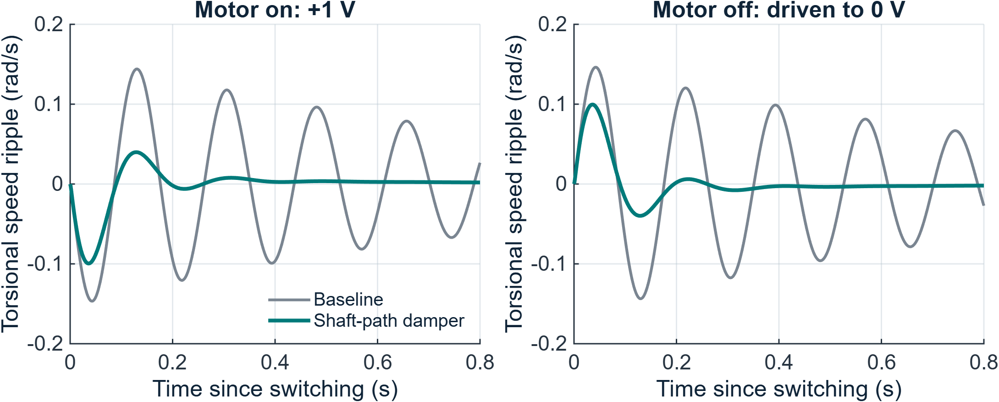 Motor on: +1 V
Torsional speed ripple (rad/s)
0.2
0.1
0
-0.1
-0.2
Baseline
Shaft-path damper
0
0.2
0.4
0.6
0.8
Time since switching (s)
Motor off: driven to 0 V
Torsional speed ripple (rad/s)
0.2
0.1
0
-0.1
-0.2
0
0.2
0.4
0.6
0.8
Time since switching (s)